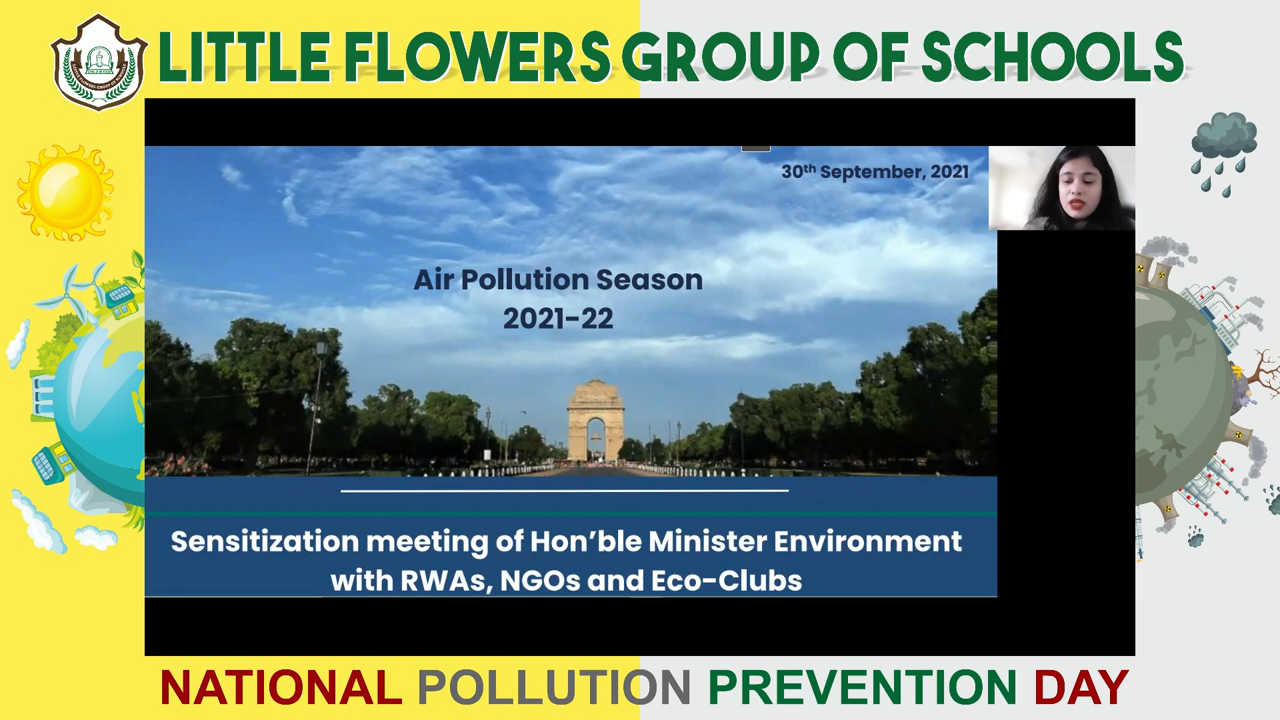 LITTLE FLOWERS GROUP OF SCHOOLS
30th September, 2021
Air Pollution Season
2021-22
Sensitization meeting of Hon'ble Minister Environment
with RWAs, NGOs and Eco-Clubs
NATIONAL POLLUTION PREVENTION DAY